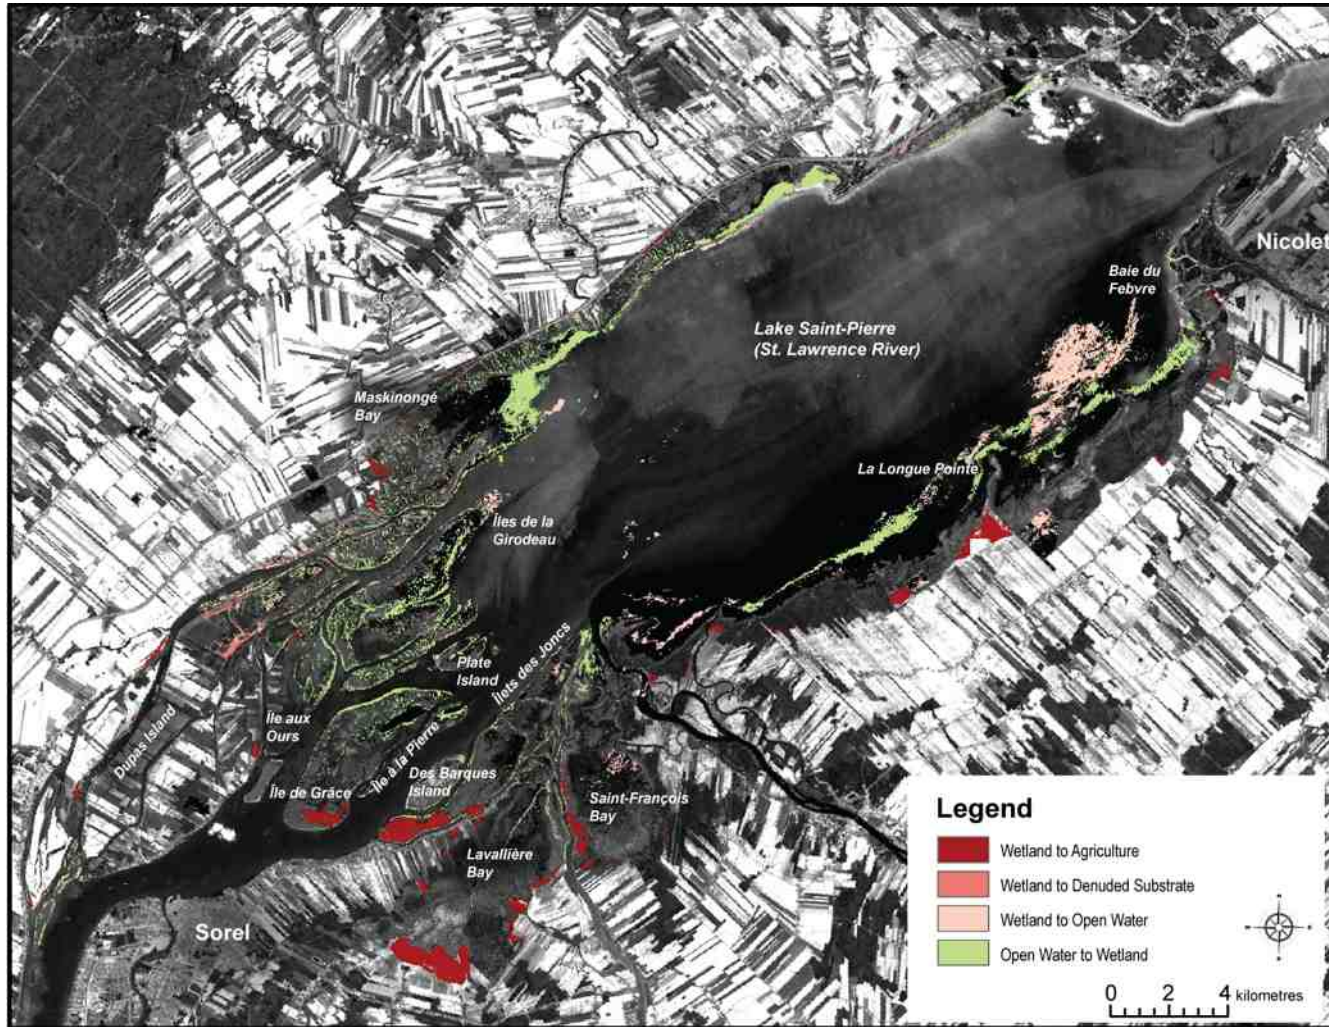 Nicolet
Baie du
Febvre
Lake Saint-Pierre
(St. Lawrence River)
Maskinongé
Bay
La Longue Pointe
Îles de la
Girodeau
Plate
Island
Îlets des Joncs
Dupas Island
Île aux
Ours
Île à la Pierre
Des Barques
Island
Île de Grâce
Saint-François
Bay
Lavallière
Bay
Sorel
Legend
Wetland to Agriculture
Wetland to Denuded Substrate
Wetland to Open Water
Open Water to Wetland
0 2 4 kilometres